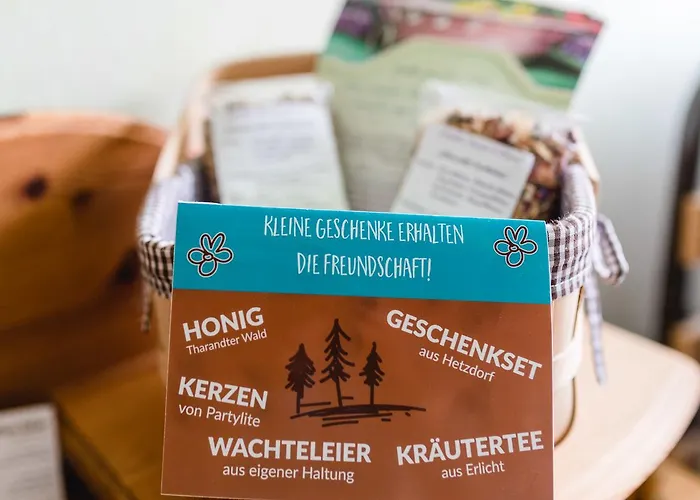 KLEINE GESCHENKE ERHALTEN
DIE FREUNDSCHAFT!
HONIG
Tharandter Wald
GESCHENKSET
aus Hetzdorf
KERZEN
von Partylite
WACHTELEIER
aus eigener Haltung
KRÄUTERTEE
aus Erlicht